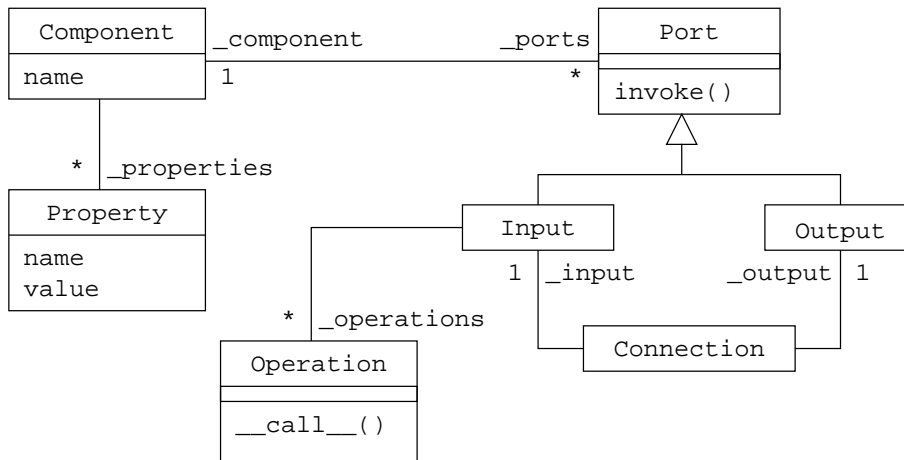 Component
name
_component
1
_ports
*
Port
invoke()
*
_properties
Property
name
value
Input
Output
1
_input
_output
1
*
_operations
Connection
Operation
__call__()